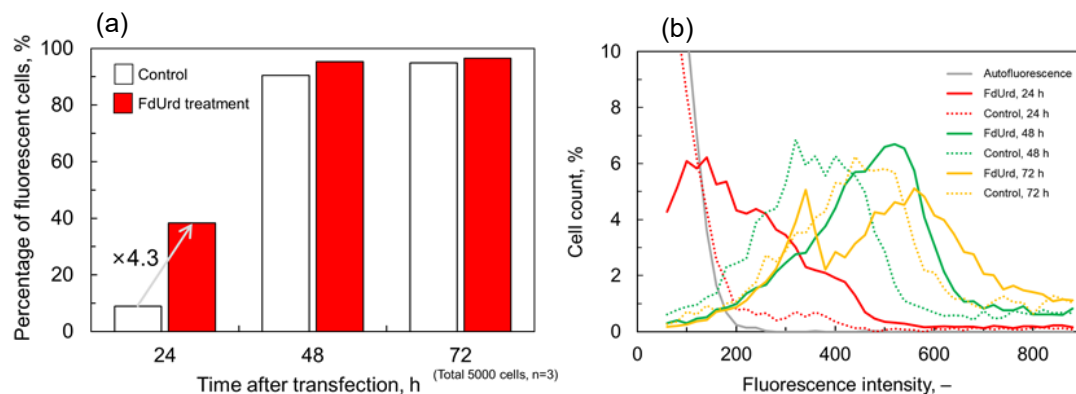 (a)
Percentage of fluorescent cells, %
100
80
60
40
20
0
Control
FdUrd treatment
×4.3
24
48
72
(Total 5000 cells, n=3)
Time after transfection, h
(b)
Cell count, %
10
8
6
4
2
0
Autofluorescence
FdUrd, 24 h
Control, 24 h
FdUrd, 48 h
Control, 48 h
FdUrd, 72 h
Control, 72 h
0
200
400
600
800
Fluorescence intensity, –